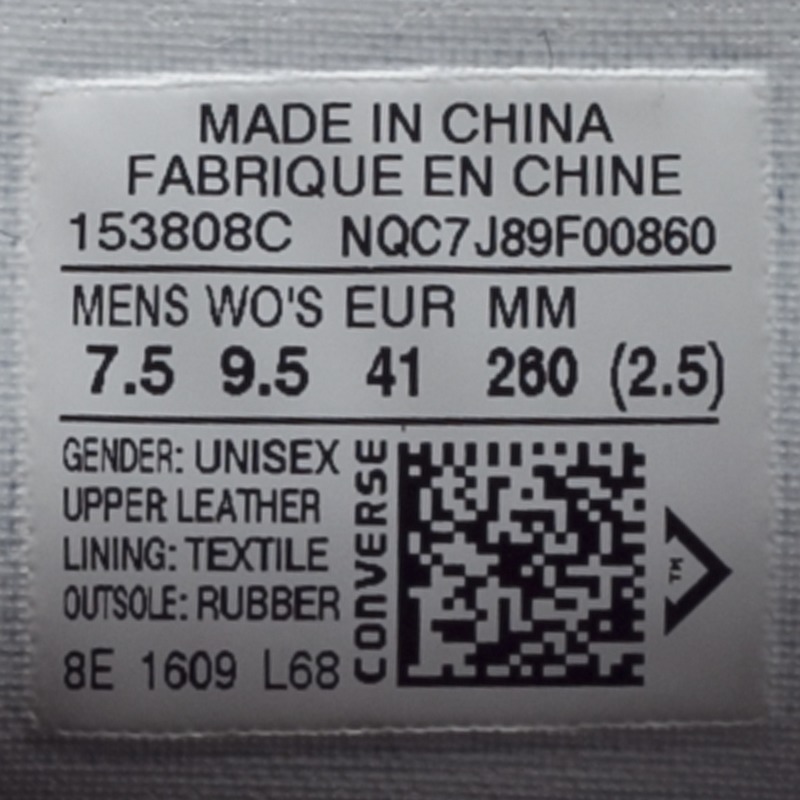 MADE IN CHINA
FABRIQUE EN CHINE
153808C NQC7J89F00860
MENS WO'S EUR MM
7.5 9.5 41 260 (2.5)
GENDER: UNISEX
UPPER: LEATHER
LINING: TEXTILE
OUTSOLE: RUBBER
8E 1609 L68
CONVERSE
TM